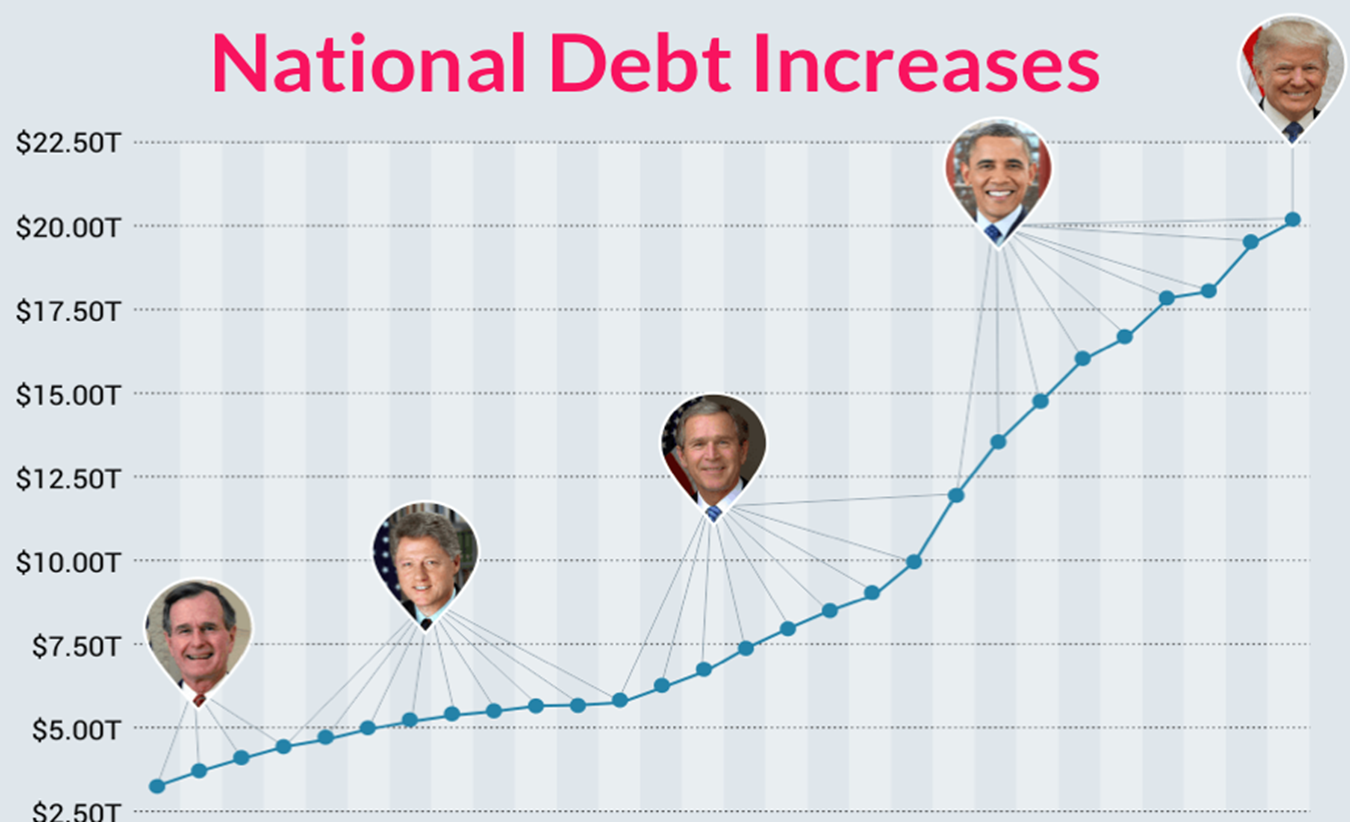 National Debt Increases
$22.50T
$20.00T
$17.50T
$15.00T
$12.50T
$10.00T
$7.50T
$5.00T
$2.50T